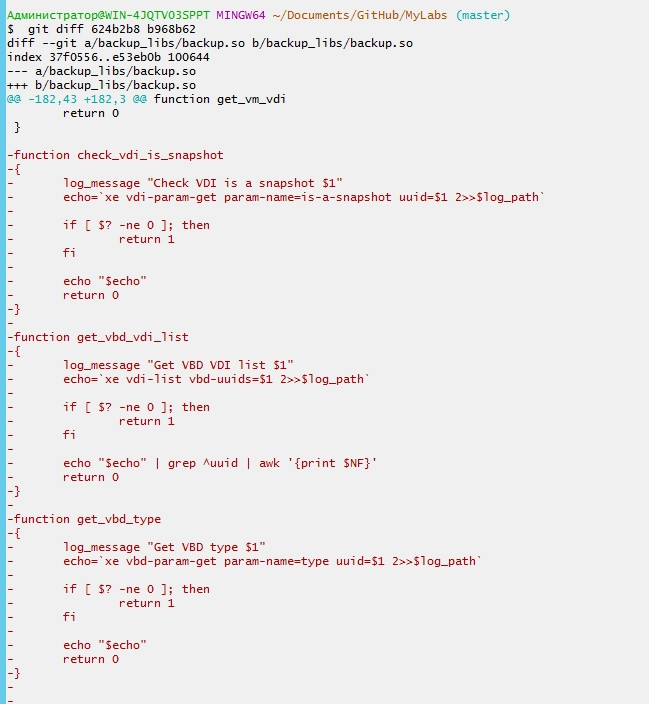 Администратор@WIN-4JQTVO3SPPT MINGW64 ~/Documents/GitHub/MyLabs (master)
$  git diff 624b2b8 b968b62
diff --git a/backup_libs/backup.so b/backup_libs/backup.so
index 37f0556..e53eb0b 100644
--- a/backup_libs/backup.so
+++ b/backup_libs/backup.so
@@ -182,43 +182,3 @@ function get_vm_vdi
        return 0
 }

-function check_vdi_is_snapshot
-{
-       log_message "Check VDI is a snapshot $1"
-       echo=`xe vdi-param-get param-name=is-a-snapshot uuid=$1 2>>$log_path`
-
-       if [ $? -ne 0 ]; then
-               return 1
-       fi
-
-       echo "$echo"
-       return 0
-}
-
-function get_vbd_vdi_list
-{
-       log_message "Get VBD VDI list $1"
-       echo=`xe vdi-list vbd-uuids=$1 2>>$log_path`
-
-       if [ $? -ne 0 ]; then
-               return 1
-       fi
-
-       echo "$echo" | grep ^uuid | awk '{print $NF}'
-       return 0
-}
-
-function get_vbd_type
-{
-       log_message "Get VBD type $1"
-       echo=`xe vbd-param-get param-name=type uuid=$1 2>>$log_path`
-
-       if [ $? -ne 0 ]; then
-               return 1
-       fi
-
-       echo "$echo"
-       return 0
-}
-
-